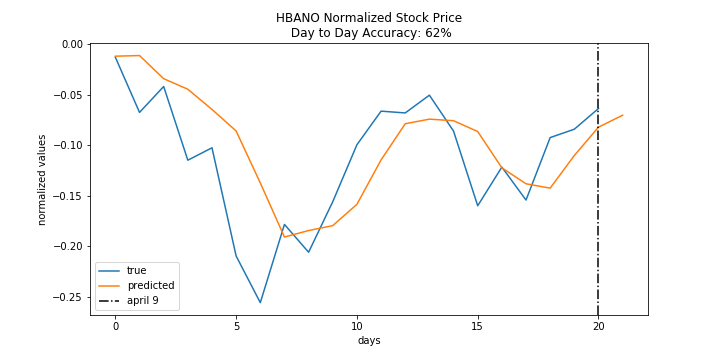 HBANO Normalized Stock Price
Day to Day Accuracy: 62%
0.00
−0.05
−0.10
−0.15
−0.20
−0.25
normalized values
true
predicted
april 9
0 5 10 15 20
days